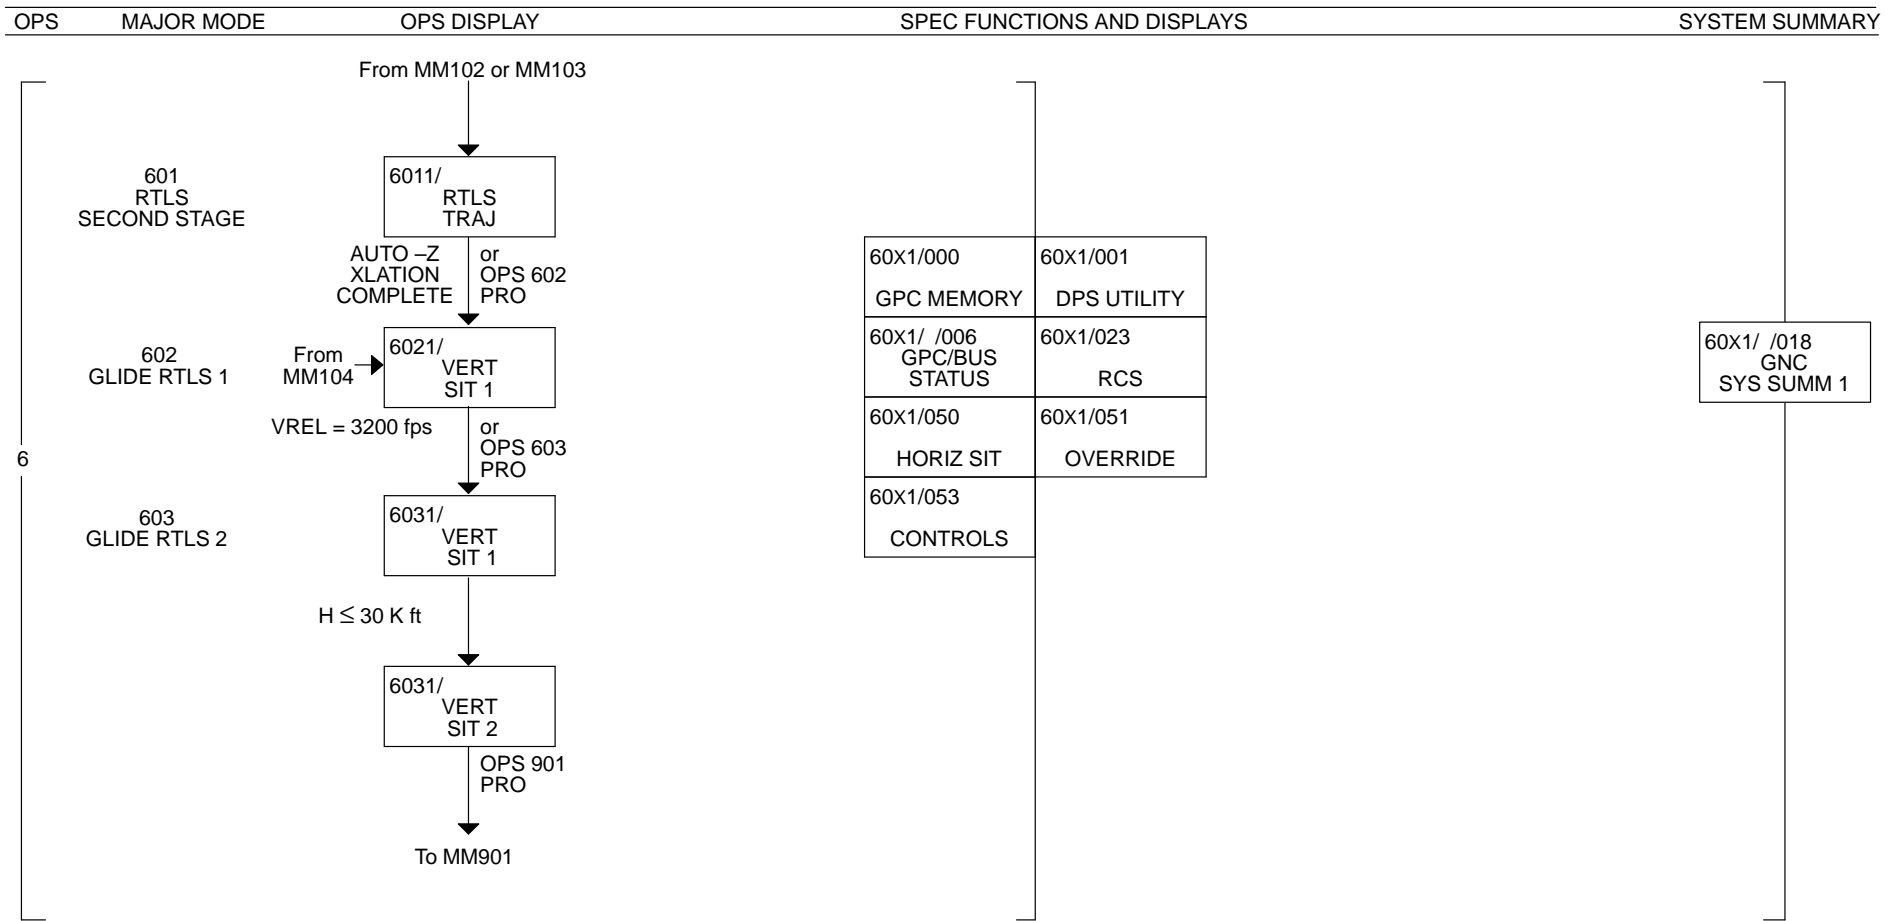 OPS MAJOR MODE OPS DISPLAY SPEC FUNCTIONS AND DISPLAYS SYSTEM SUMMARY
From MM102 or MM103
601
RTLS
SECOND STAGE
6011/
RTLS
TRAJ
AUTO –Z
XLATION
COMPLETE
or
OPS 602
PRO
602
GLIDE RTLS 1
From
MM104
6021/
VERT
SIT 1
VREL = 3200 fps
or
OPS 603
PRO
6
603
GLIDE RTLS 2
6031/
VERT
SIT 1
H ≤ 30 K ft
6031/
VERT
SIT 2
OPS 901
PRO
To MM901
60X1/000
GPC MEMORY
60X1/001
DPS UTILITY
60X1/ /006
GPC/BUS
STATUS
60X1/023
RCS
60X1/050
HORIZ SIT
60X1/051
OVERRIDE
60X1/053
CONTROLS
60X1/ /018
GNC
SYS SUMM 1